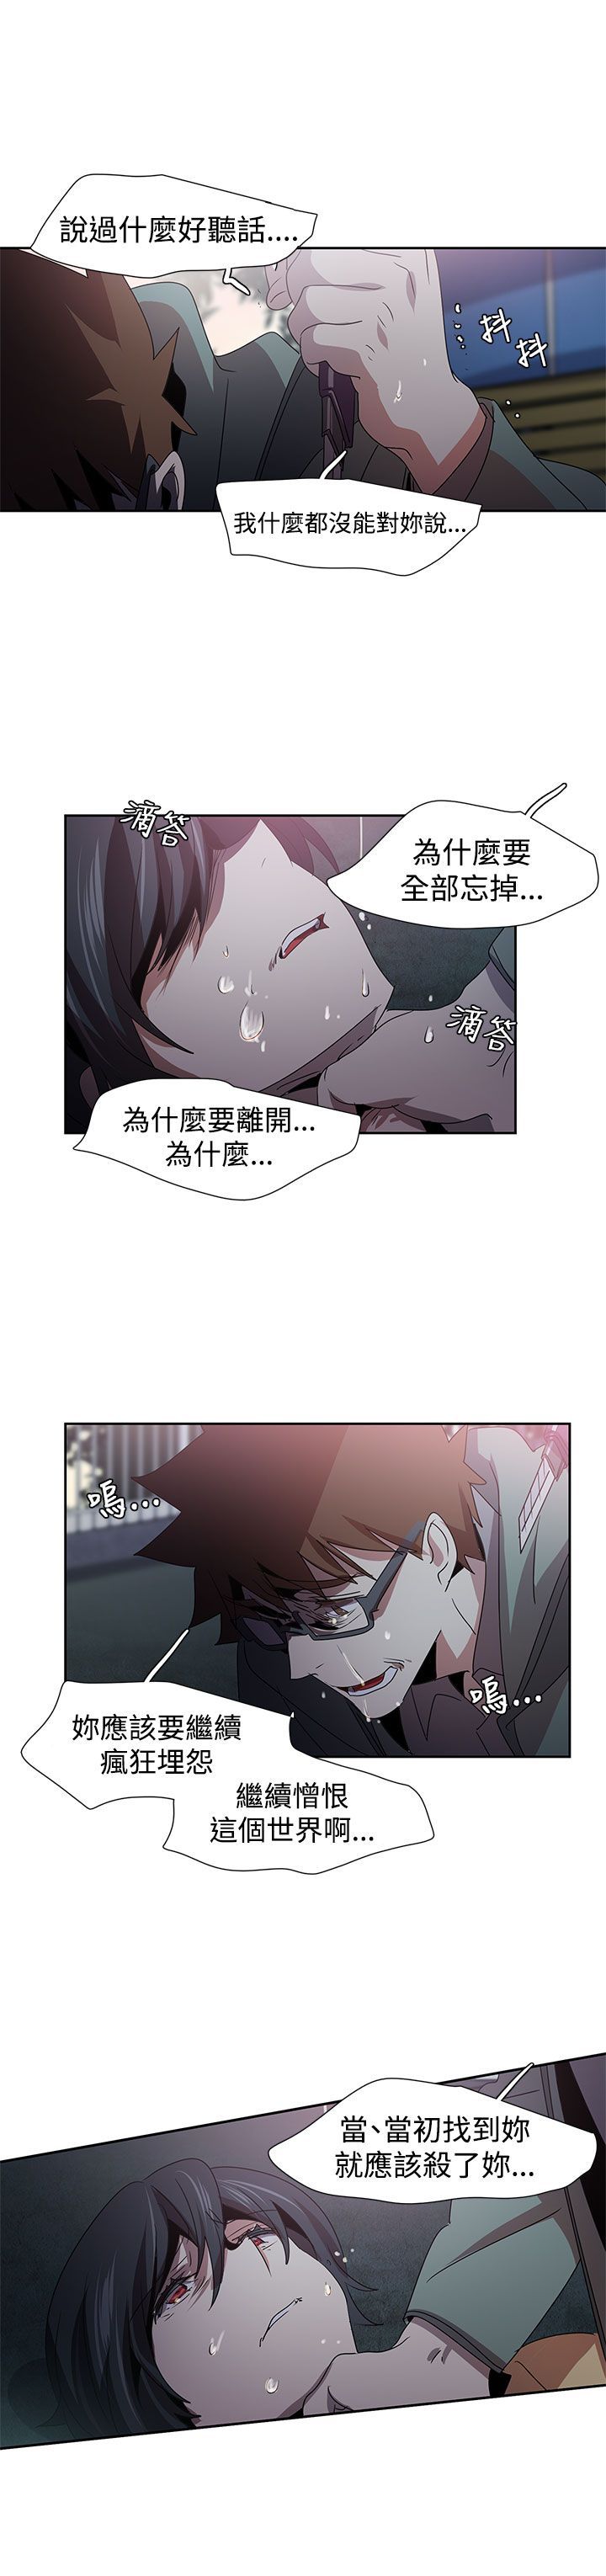 說過什麼好聽話....
抖
抖
我什麼都沒能對妳說...
滴答
為什麼要
全部忘掉...
滴答
為什麼要離開...
為什麼...
嗚...
嗚...
妳應該要繼續
瘋狂埋怨
繼續憎恨
這個世界啊...
當、當初找到妳
就應該殺了妳...